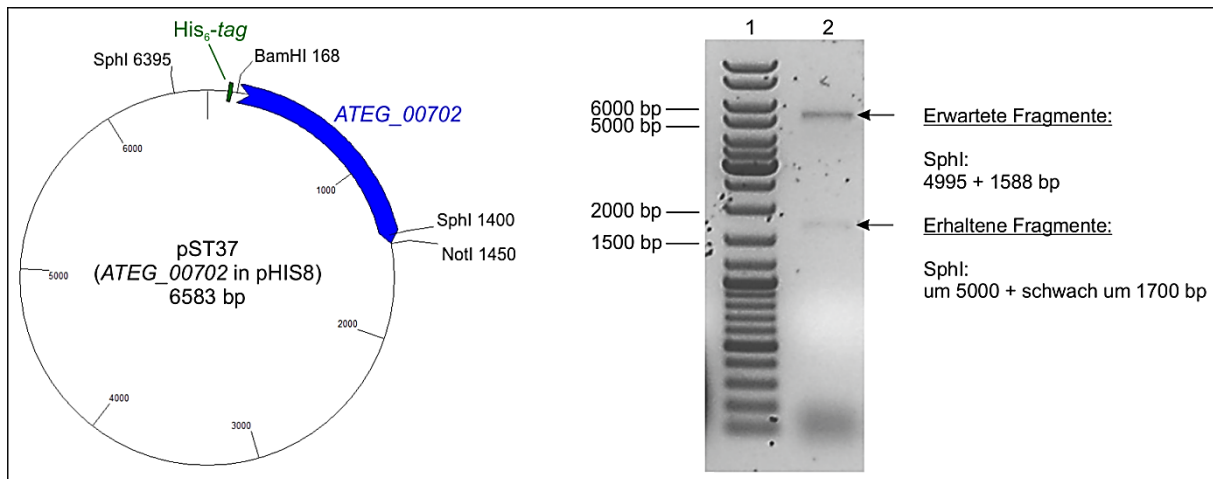 His₆-tag
SphI 6395
BamHI 168
ATEG_00702
1000
SphI 1400
NotI 1450
2000
3000
4000
5000
6000
pST37
(ATEG_00702 in pHIS8)
6583 bp
1 2
6000 bp
5000 bp
2000 bp
1500 bp
Erwartete Fragmente:
SphI:
4995 + 1588 bp
Erhaltene Fragmente:
SphI:
um 5000 + schwach um 1700 bp